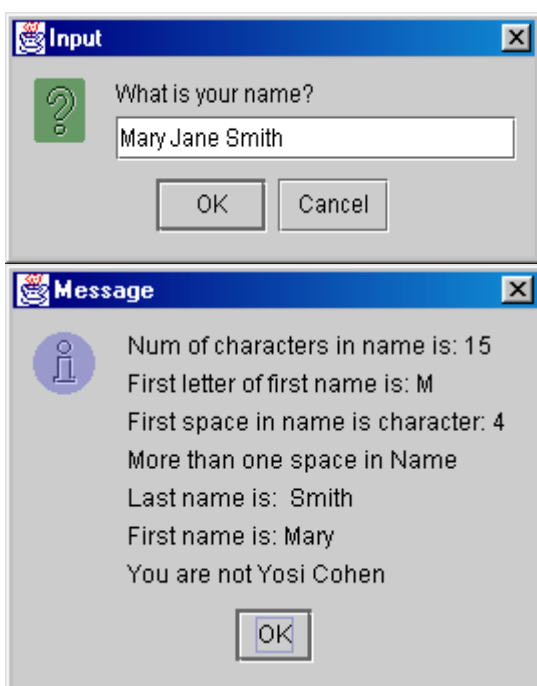 Input
What is your name?
Mary Jane Smith
OK
Cancel
Message
Num of characters in name is: 15
First letter of first name is: M
First space in name is character: 4
More than one space in Name
Last name is:  Smith
First name is: Mary
You are not Yosi Cohen
OK